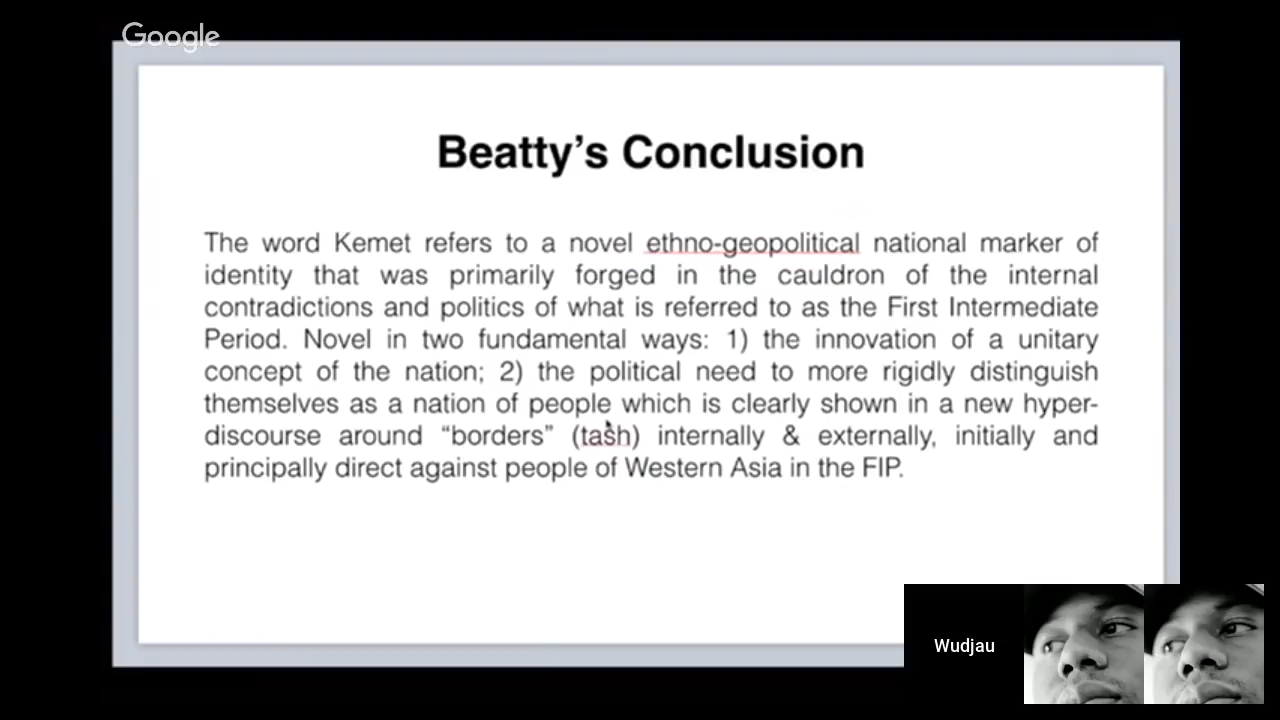 Google
Beatty’s Conclusion
The word Kemet refers to a novel ethno-geopolitical national marker of
identity that was primarily forged in the cauldron of the internal
contradictions and politics of what is referred to as the First Intermediate
Period. Novel in two fundamental ways: 1) the innovation of a unitary
concept of the nation; 2) the political need to more rigidly distinguish
themselves as a nation of people which is clearly shown in a new hyper-
discourse around “borders” (tash) internally & externally, initially and
principally direct against people of Western Asia in the FIP.
Wudjau